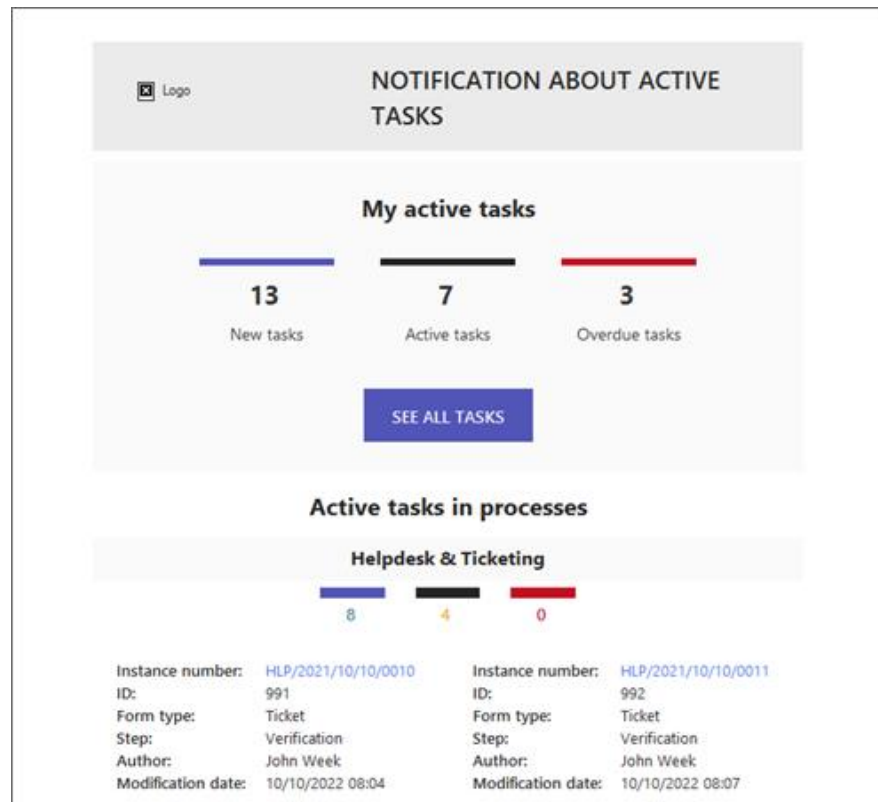 Logo
NOTIFICATION ABOUT ACTIVE
TASKS
My active tasks
13 7 3
New tasks Active tasks Overdue tasks
SEE ALL TASKS
Active tasks in processes
Helpdesk & Ticketing
8 4 0
Instance number: HLP/2021/10/10/0010 Instance number: HLP/2021/10/10/0011
ID: 991 ID: 992
Form type: Ticket Form type: Ticket
Step: Verification Step: Verification
Author: John Week Author: John Week
Modification date: 10/10/2022 08:04 Modification date: 10/10/2022 08:07